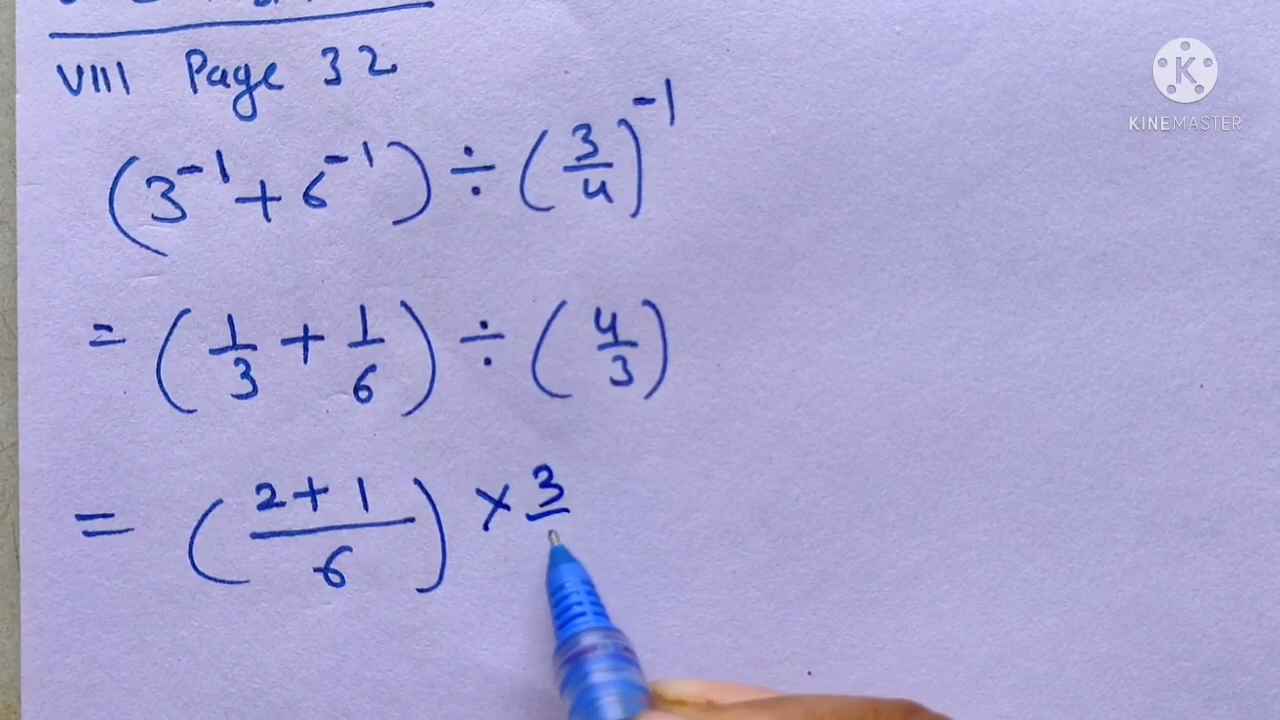 VIII Page 32
(3⁻¹ + 6⁻¹) ÷ (3/4)⁻¹
= (1/3 + 1/6) ÷ (4/3)
= (2+1/6) × 3/
K
KINEMASTER